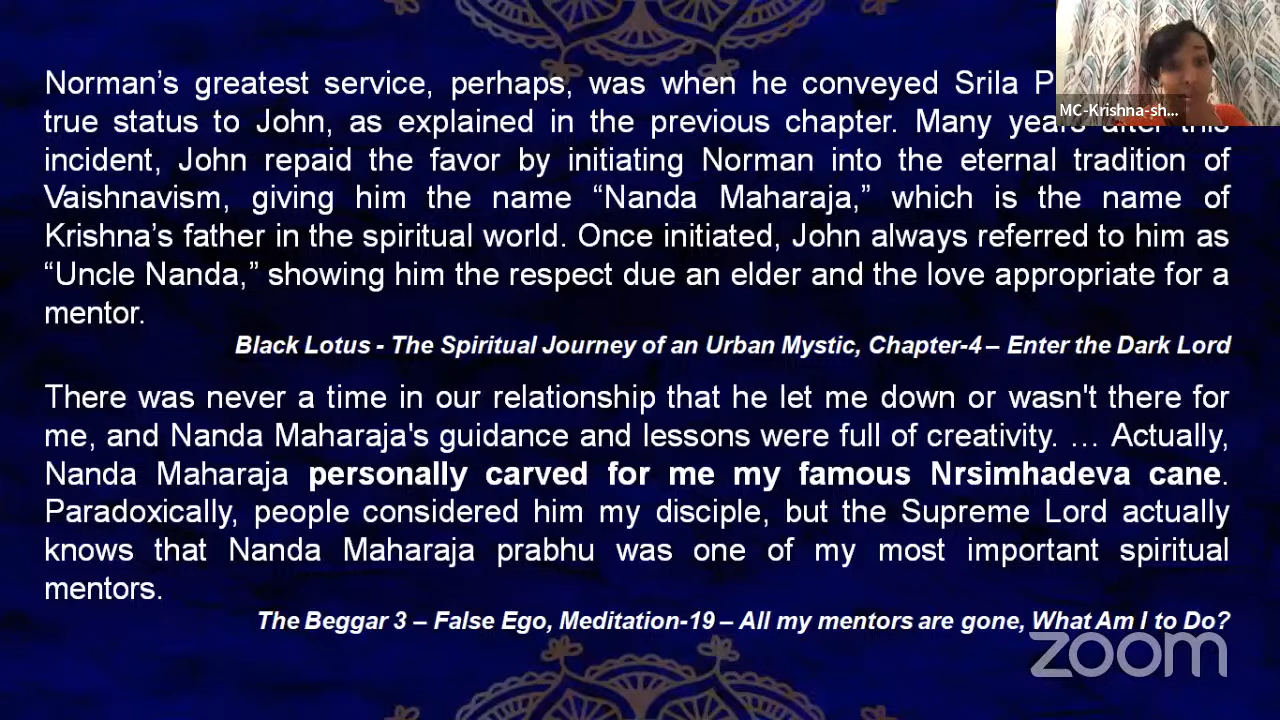 Norman’s greatest service, perhaps, was when he conveyed Srila P
MC-Krishna-sh...
true status to John, as explained in the previous chapter. Many years after this
incident, John repaid the favor by initiating Norman into the eternal tradition of
Vaishnavism, giving him the name “Nanda Maharaja,” which is the name of
Krishna’s father in the spiritual world. Once initiated, John always referred to him as
“Uncle Nanda,” showing him the respect due an elder and the love appropriate for a
mentor.
Black Lotus - The Spiritual Journey of an Urban Mystic, Chapter-4 – Enter the Dark Lord
There was never a time in our relationship that he let me down or wasn't there for
me, and Nanda Maharaja's guidance and lessons were full of creativity. … Actually,
Nanda Maharaja personally carved for me my famous Nrsimhadeva cane.
Paradoxically, people considered him my disciple, but the Supreme Lord actually
knows that Nanda Maharaja prabhu was one of my most important spiritual
mentors.
The Beggar 3 – False Ego, Meditation-19 – All my mentors are gone, What Am I to Do?
zoom